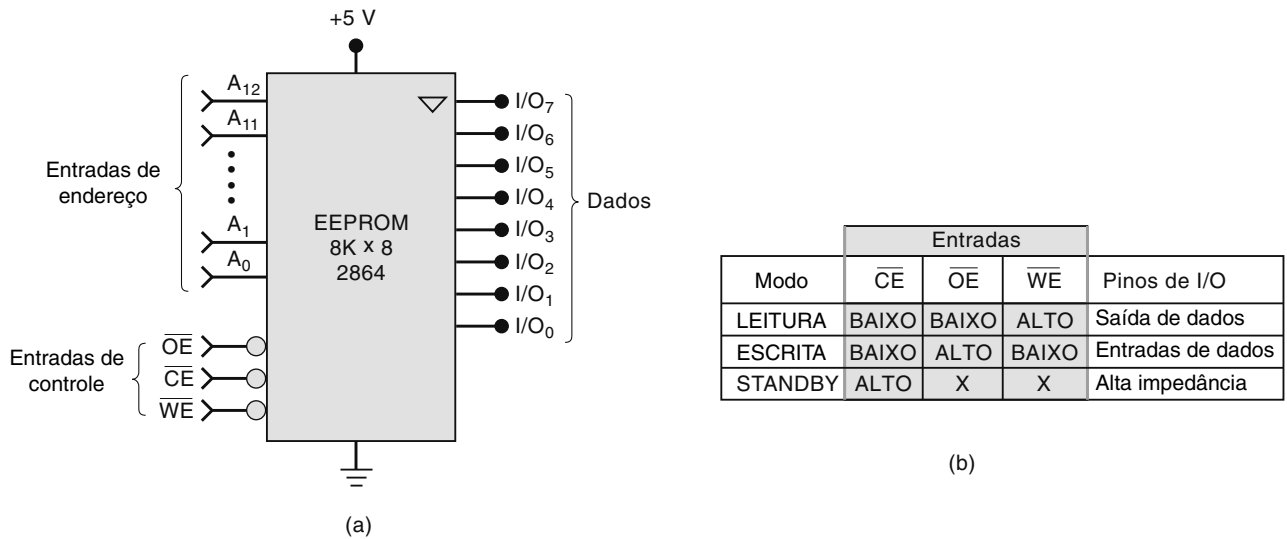 +5 V
Entradas de
endereço
A12
A11
A1
A0
EEPROM
8K x 8
2864
I/O7
I/O6
I/O5
I/O4
I/O3
I/O2
I/O1
I/O0
Dados
Entradas de
controle
OE
CE
WE
(a)
Entradas
Modo CE OE WE Pinos de I/O
LEITURA BAIXO BAIXO ALTO Saída de dados
ESCRITA BAIXO ALTO BAIXO Entradas de dados
STANDBY ALTO X X Alta impedância
(b)